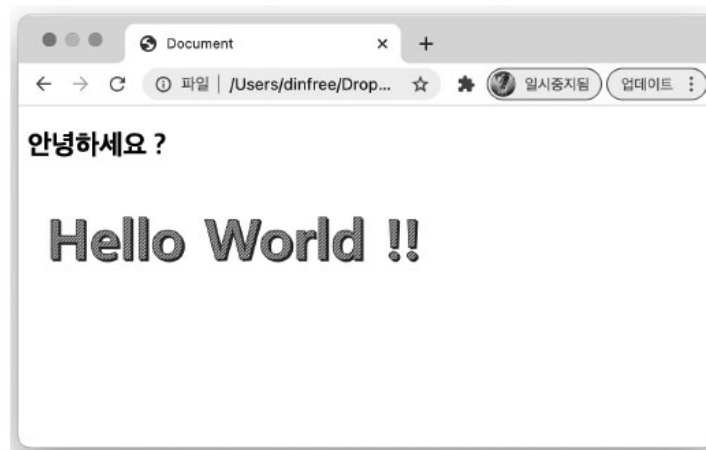 Document
파일 | /Users/dinfree/Drop... 일시중지됨 업데이트
안녕하세요 ?
Hello World !!